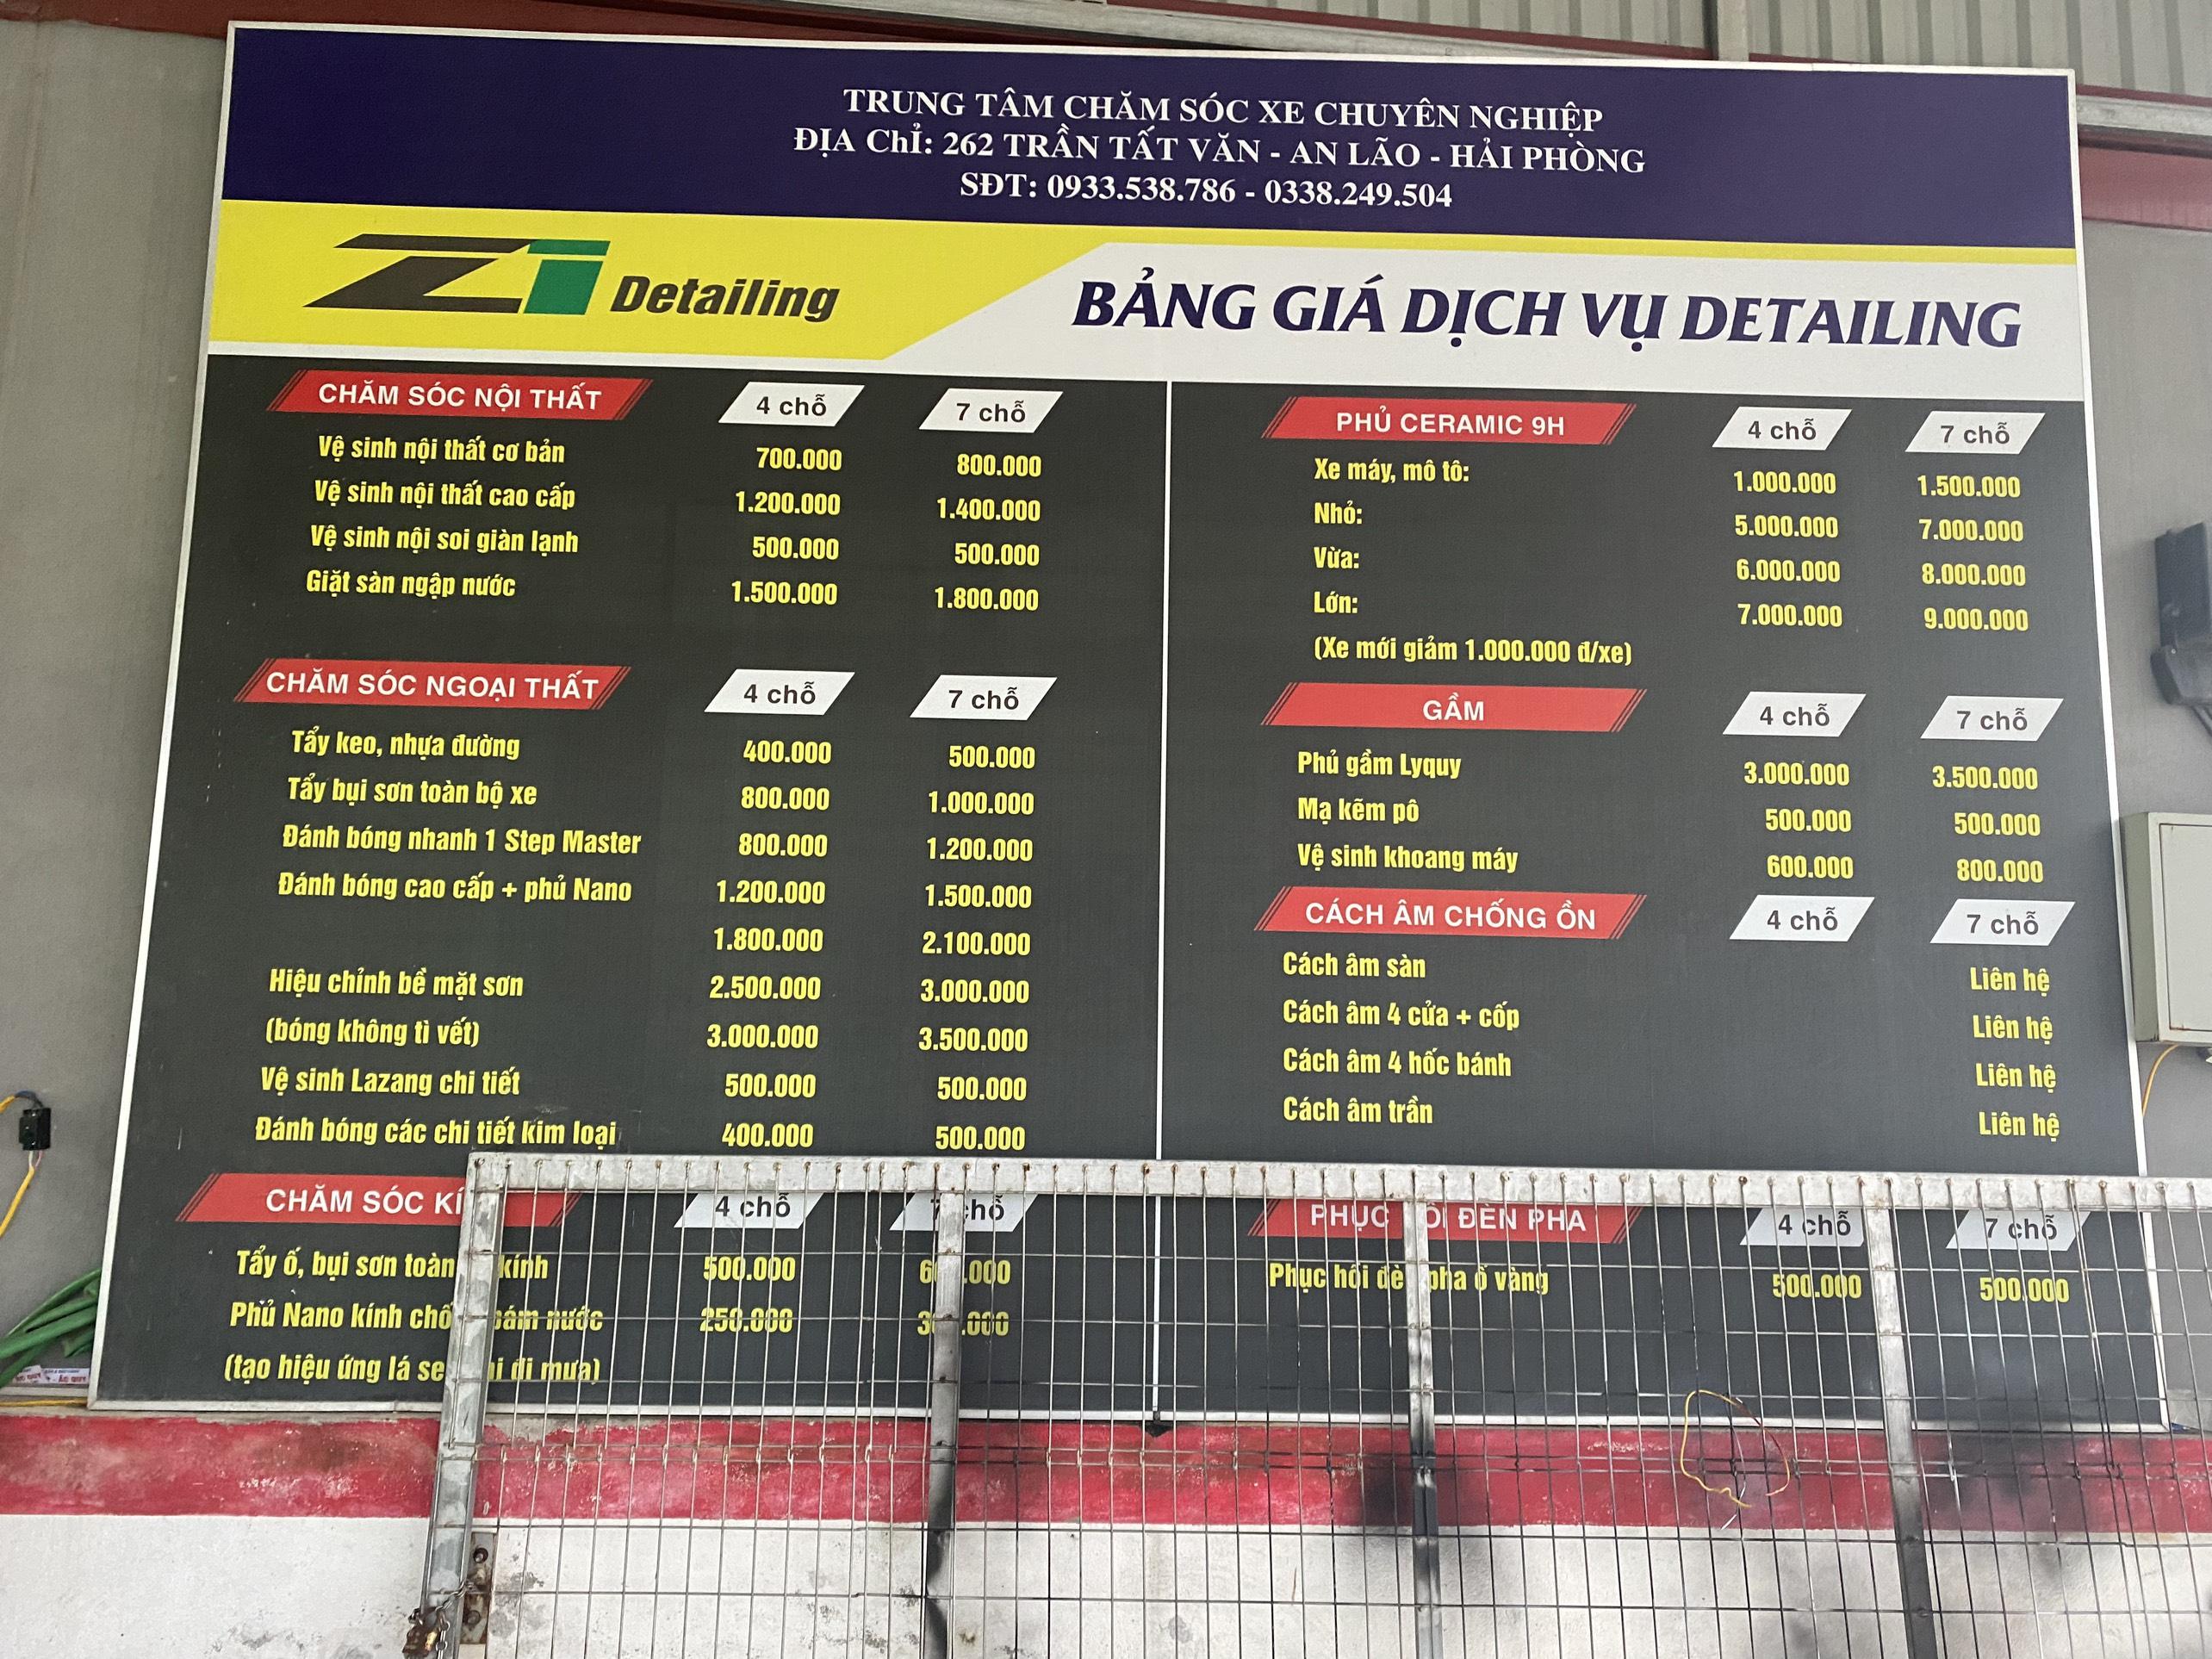 TRUNG TÂM CHĂM SÓC XE CHUYÊN NGHIỆP
ĐỊA ChỈ: 262 TRẦN TẤT VĂN - AN LÃO - HẢI PHÒNG
SĐT: 0933.538.786 - 0338.249.504
Zi Detailing
BẢNG GIÁ DỊCH VỤ DETAILING
CHĂM SÓC NỘI THẤT 4 chỗ 7 chỗ
Vệ sinh nội thất cơ bản 700.000 800.000
Vệ sinh nội thất cao cấp 1.200.000 1.400.000
Vệ sinh nội soi giàn lạnh 500.000 500.000
Giặt sàn ngập nước 1.500.000 1.800.000
CHĂM SÓC NGOẠI THẤT 4 chỗ 7 chỗ
Tẩy keo, nhựa đường 400.000 500.000
Tẩy bụi sơn toàn bộ xe 800.000 1.000.000
Đánh bóng nhanh 1 Step Master 800.000 1.200.000
Đánh bóng cao cấp + phủ Nano 1.200.000 1.500.000
1.800.000 2.100.000
Hiệu chỉnh bề mặt sơn 2.500.000 3.000.000
(bóng không tì vết) 3.000.000 3.500.000
Vệ sinh Lazang chi tiết 500.000 500.000
Đánh bóng các chi tiết kim loại 400.000 500.000
CHĂM SÓC 4 chỗ 7 chỗ
Tẩy ố, bụi sơn toàn kính 500.000
Phủ Nano kính 250.000
(tạo hiệu ứng lá đi mưa)
PHỦ CERAMIC 9H 4 chỗ 7 chỗ
Xe máy, mô tô: 1.000.000 1.500.000
Nhỏ: 5.000.000 7.000.000
Vừa: 6.000.000 8.000.000
Lớn: 7.000.000 9.000.000
(Xe mới giảm 1.000.000 đ/xe)
GẦM 4 chỗ 7 chỗ
Phủ gầm Lyquy 3.000.000 3.500.000
Mạ kẽm pô 500.000 500.000
Vệ sinh khoang máy 600.000 800.000
CÁCH ÂM CHỐNG ỒN 4 chỗ 7 chỗ
Cách âm sàn Liên hệ
Cách âm 4 cửa + cốp Liên hệ
Cách âm 4 hốc bánh Liên hệ
Cách âm trần Liên hệ
PHỤC HỒI ĐÈN PHA 4 chỗ 7 chỗ
Phục hồi đèn pha ố vàng 500.000 500.000